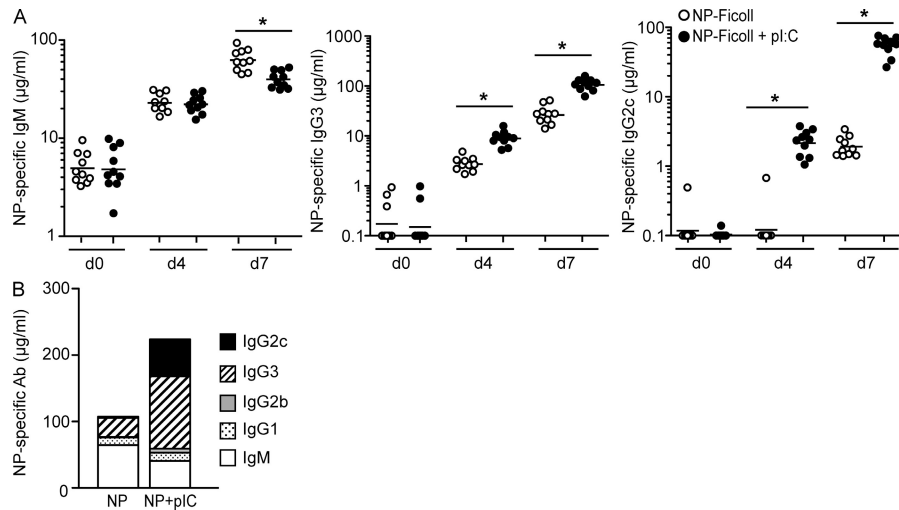 A
NP-specific IgM (µg/ml)
100
10
1
*
d0
d4
d7
NP-specific IgG3 (µg/ml)
1000
100
10
1
0.1
*
*
d0
d4
d7
NP-specific IgG2c (µg/ml)
100
10
1
0.1
NP-Ficoll
NP-Ficoll + pI:C
*
*
d0
d4
d7
B
NP-specific Ab (µg/ml)
300
200
100
0
NP
NP+pIC
IgG2c
IgG3
IgG2b
IgG1
IgM